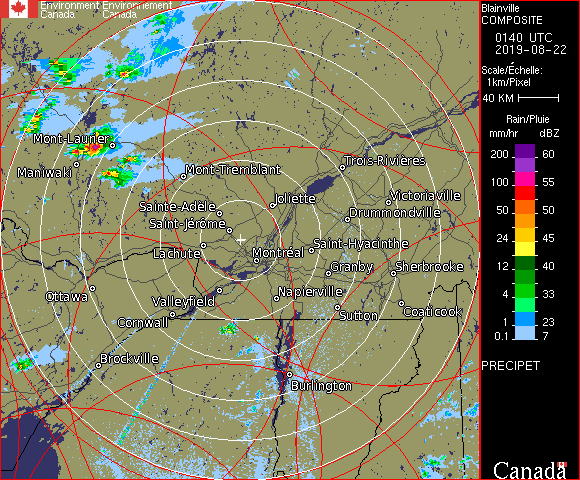 Environment Environnement
Canada Canada
Blainville
COMPOSITE
0140 UTC
2019-08-22
Scale/Échelle:
1km/Pixel
40 KM
Rain/Pluie
mm/hr dBZ
200 60
150 57
100 55
50 50
24 45
12 40
4 33
1 23
0.1 7
PRECIPET
Canada
Mont-Laurier
Maniwaki
Mont-Tremblant
Trois-Rivières
Sainte-Adèle
Joliette
Victoriaville
Drummondville
Saint-Jérôme
Saint-Hyacinthe
Lachute
Montréal
Granby
Sherbrooke
Ottawa
Valleyfield
Napierville
Cornwall
Sutton
Coaticook
Brockville
Burlington